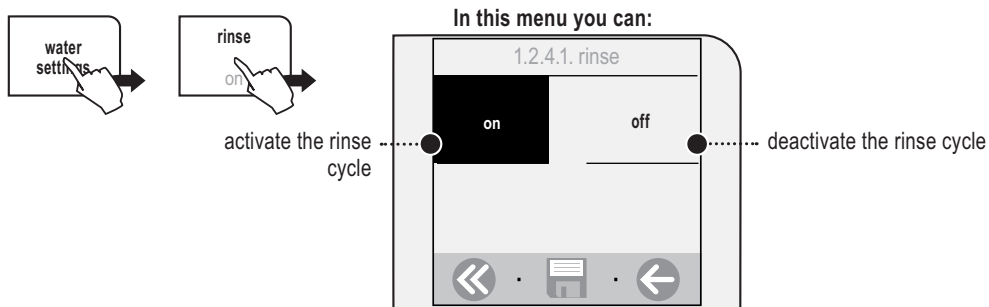 In this menu you can:
water
settings
rinse
on
1.2.4.1. rinse
on
off
activate the rinse
cycle
deactivate the rinse cycle